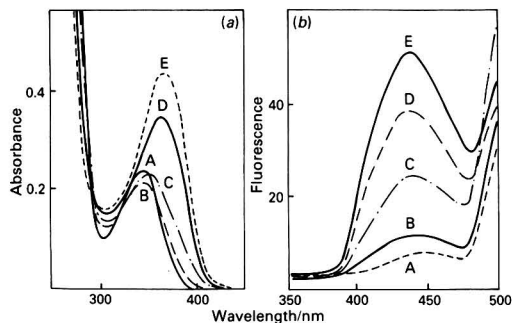 (a)
Absorbance
0.4
0.2
E
D
A
C
B
300
400
(b)
Fluorescence
40
20
E
D
C
B
A
350
400
450
500
Wavelength/nm